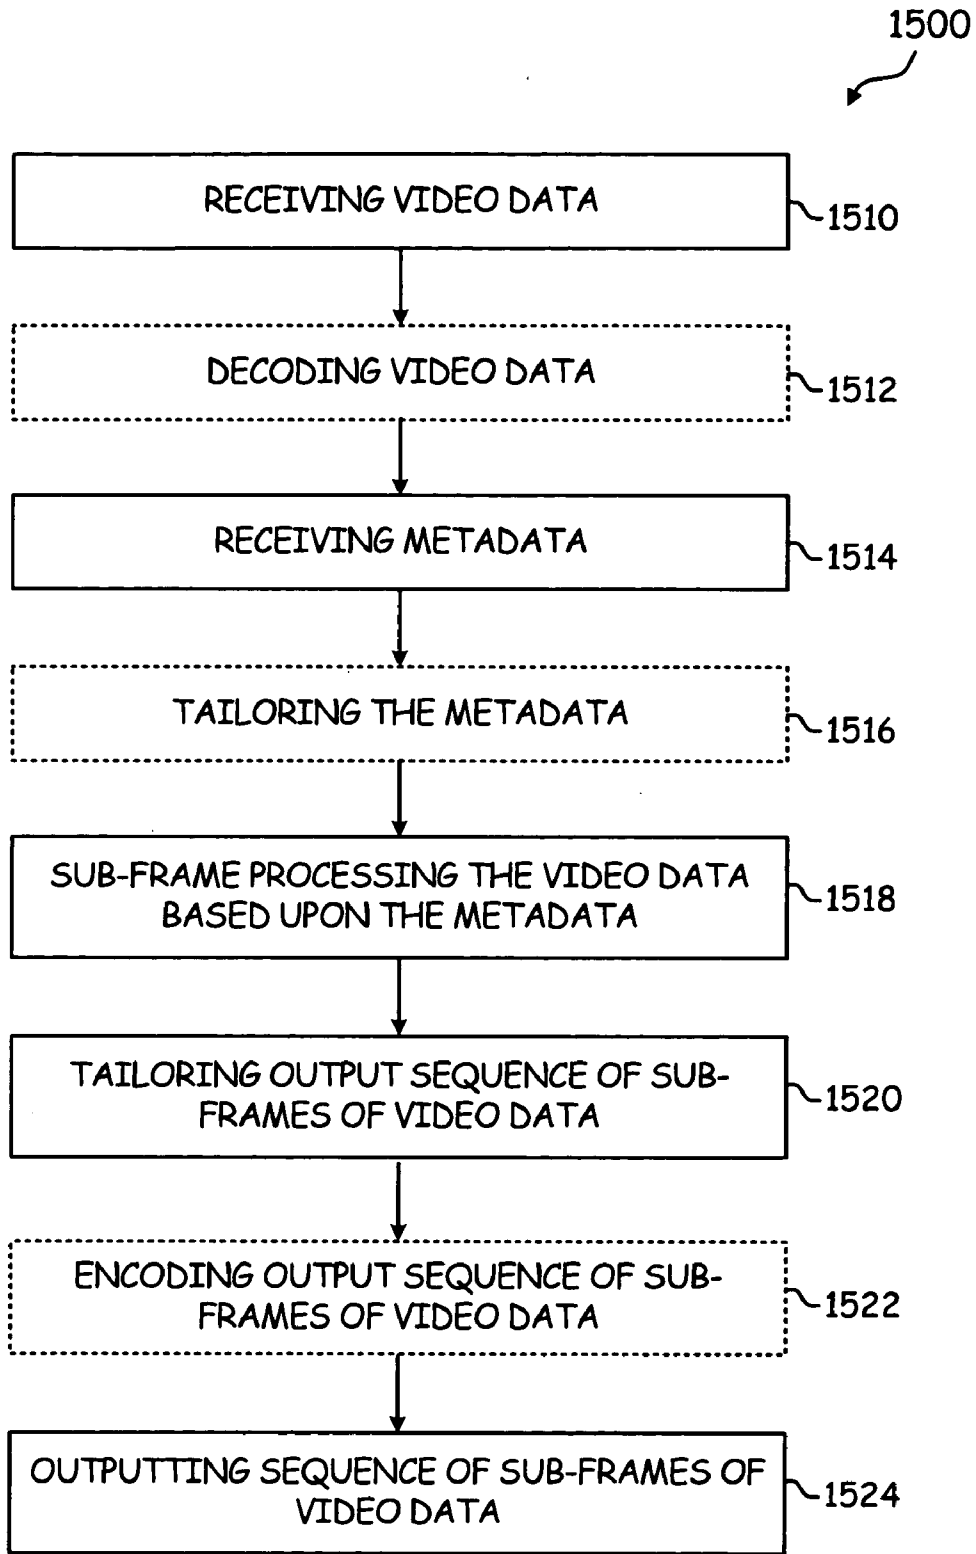 1500
RECEIVING VIDEO DATA
1510
DECODING VIDEO DATA
1512
RECEIVING METADATA
1514
TAILORING THE METADATA
1516
SUB-FRAME PROCESSING THE VIDEO DATA
BASED UPON THE METADATA
1518
TAILORING OUTPUT SEQUENCE OF SUB-
FRAMES OF VIDEO DATA
1520
ENCODING OUTPUT SEQUENCE OF SUB-
FRAMES OF VIDEO DATA
1522
OUTPUTTING SEQUENCE OF SUB-FRAMES OF
VIDEO DATA
1524